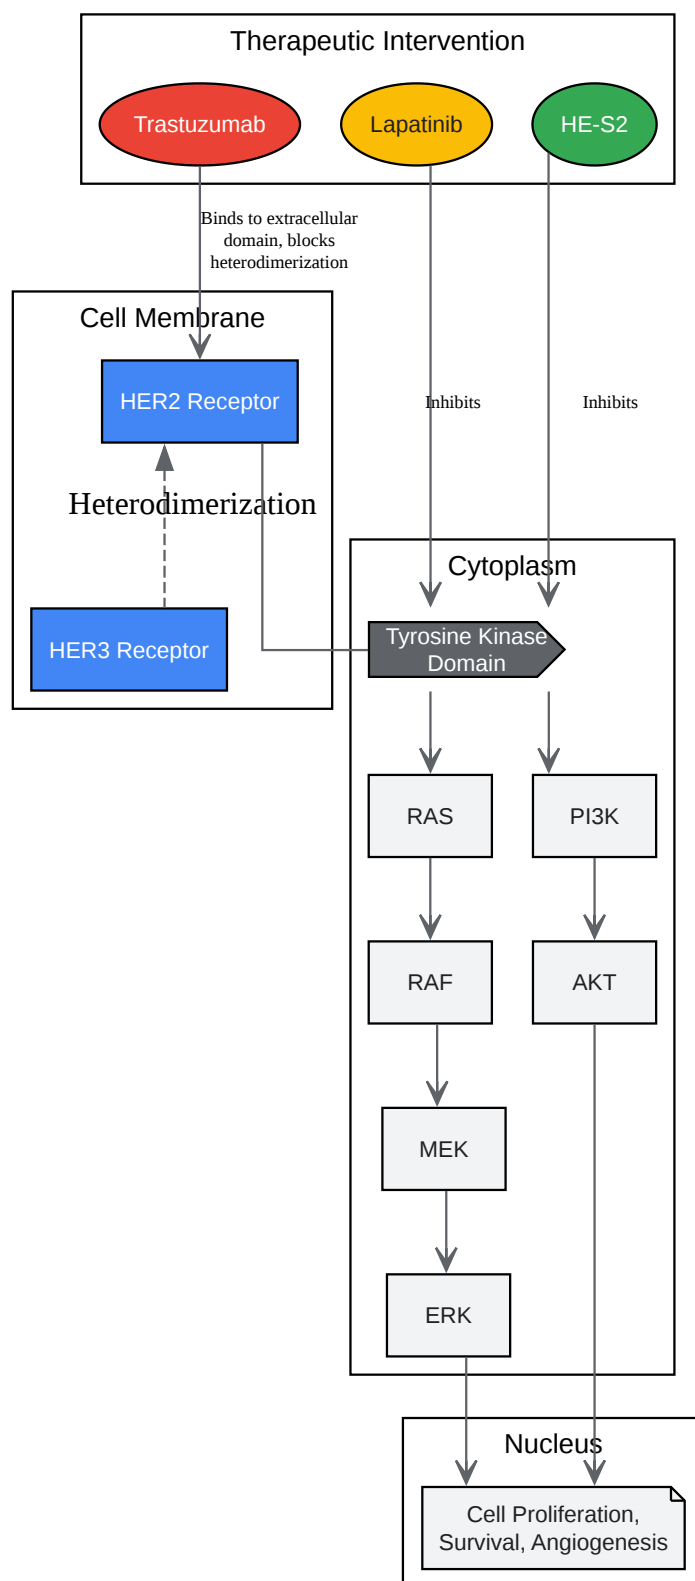 Therapeutic Intervention
Trastuzumab
Lapatinib
HE-S2
Binds to extracellular
domain, blocks
heterodimerization
Cell Membrane
HER2 Receptor
Inhibits
Inhibits
Heterodimerization
Cytoplasm
HER3 Receptor
Tyrosine Kinase
Domain
RAS
PI3K
RAF
AKT
MEK
ERK
Nucleus
Cell Proliferation,
Survival, Angiogenesis